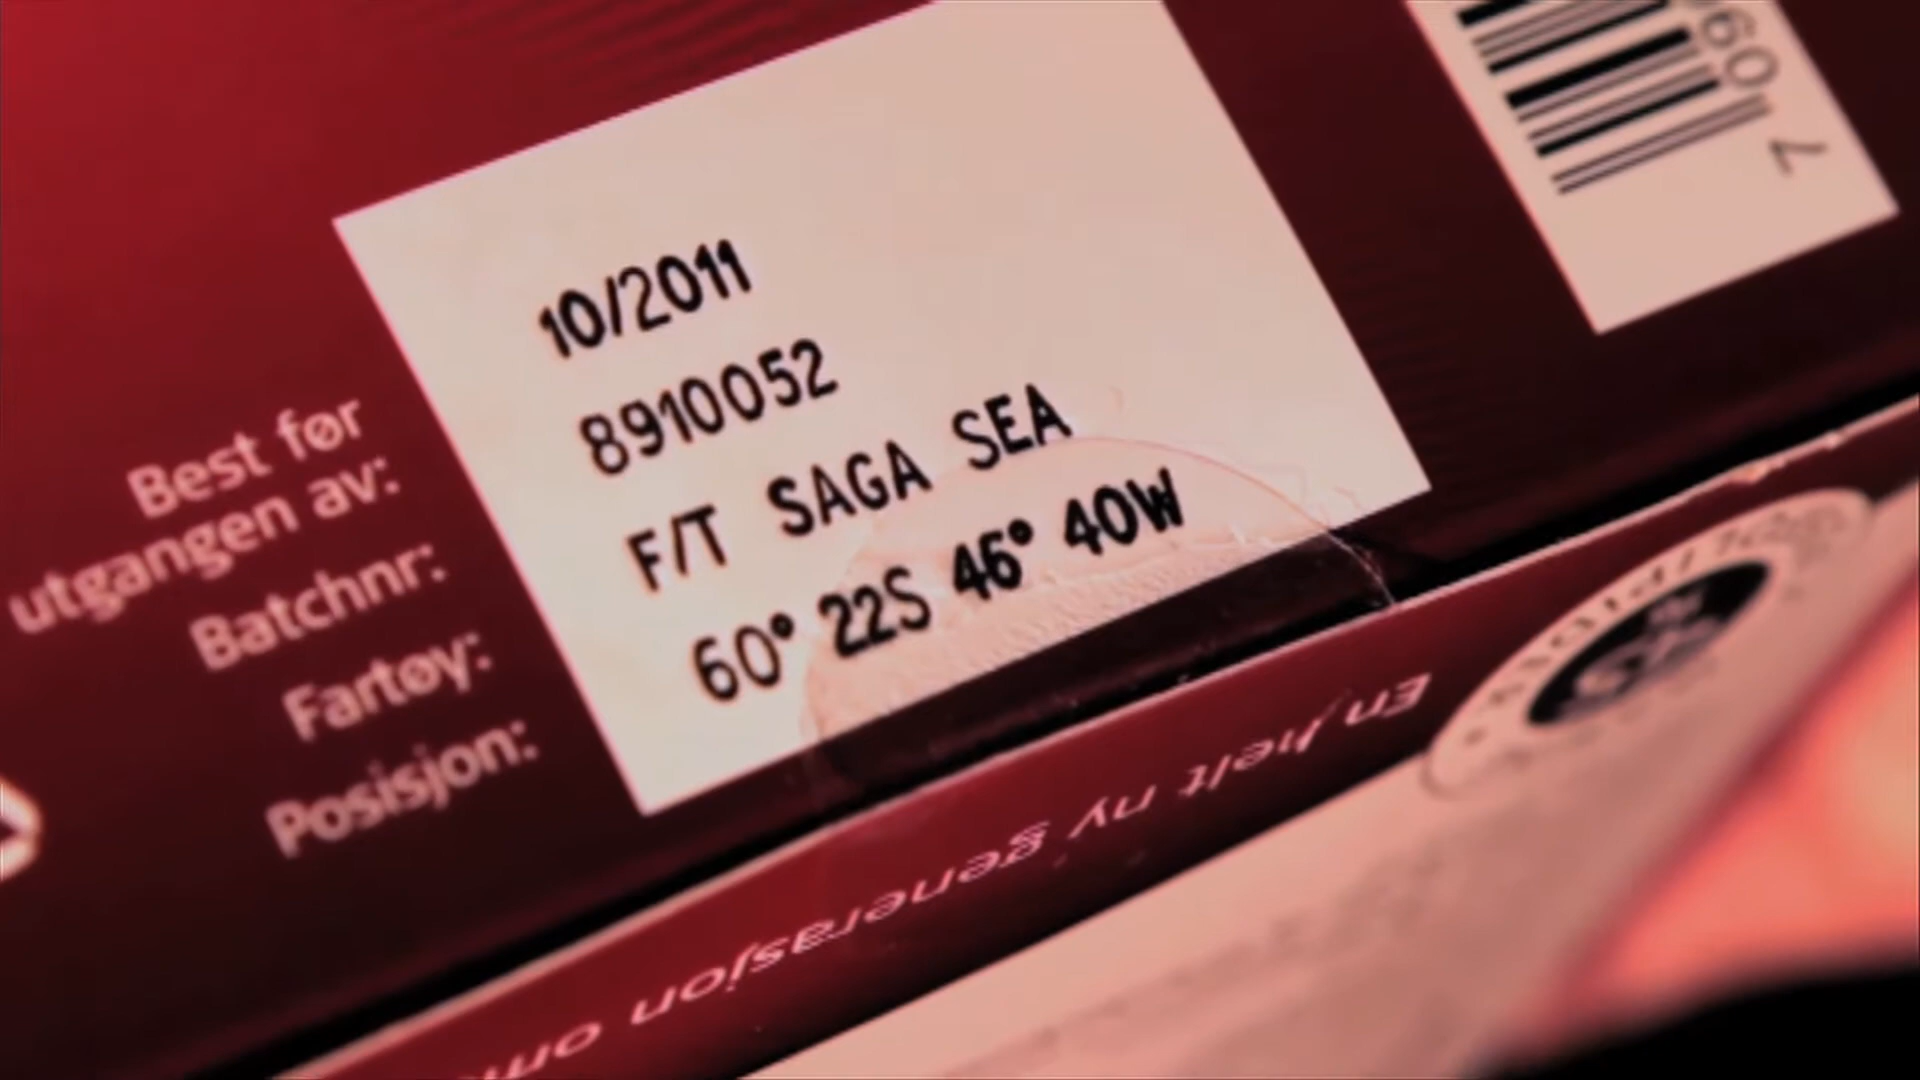 Best før
utgangen av: 10/2011
Batchnr: 8910052
Fartøy: F/T SAGA SEA
Posisjon: 60° 22S 46° 40W
En helt ny generasjon
7